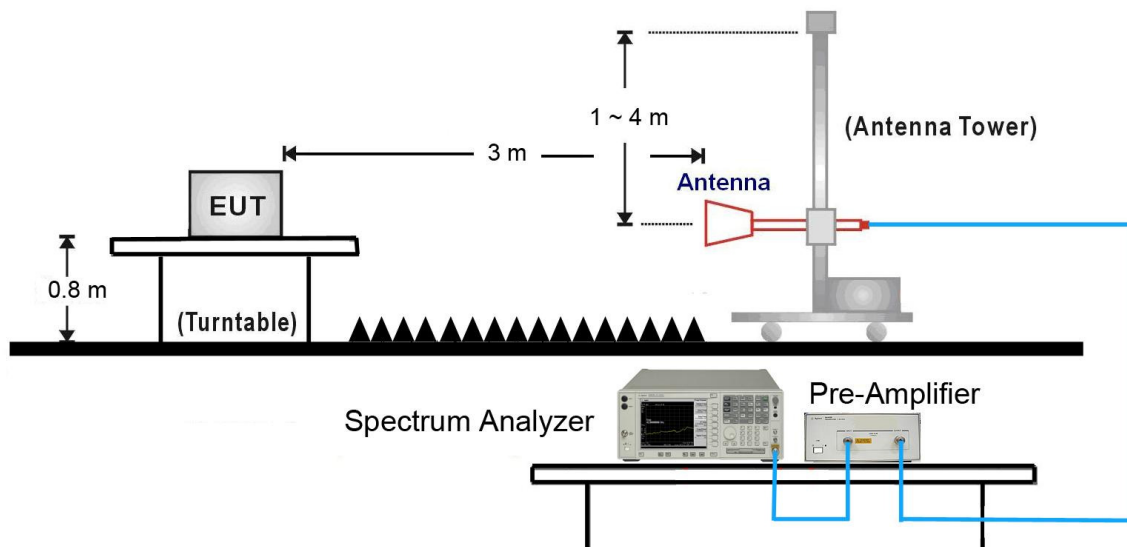 1 ~ 4 m
(Antenna Tower)
3 m
Antenna
EUT
0.8 m
(Turntable)
Spectrum Analyzer
Pre-Amplifier